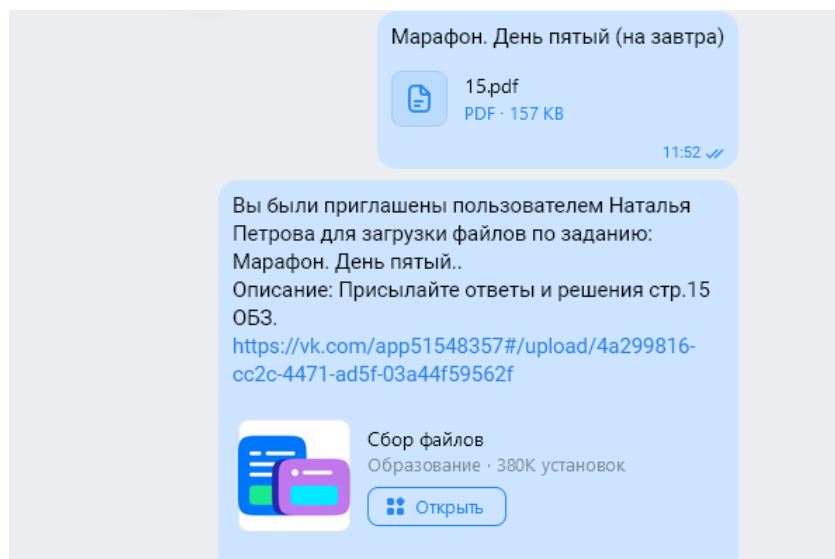 Марафон. День пятый (на завтра)
15.pdf
PDF · 157 KB
11:52
Вы были приглашены пользователем Наталья
Петрова для загрузки файлов по заданию:
Марафон. День пятый..
Описание: Присылайте ответы и решения стр.15
ОБЗ.
https://vk.com/app51548357#/upload/4a299816-
cc2c-4471-ad5f-03a44f59562f
Сбор файлов
Образование · 380K установок
Открыть